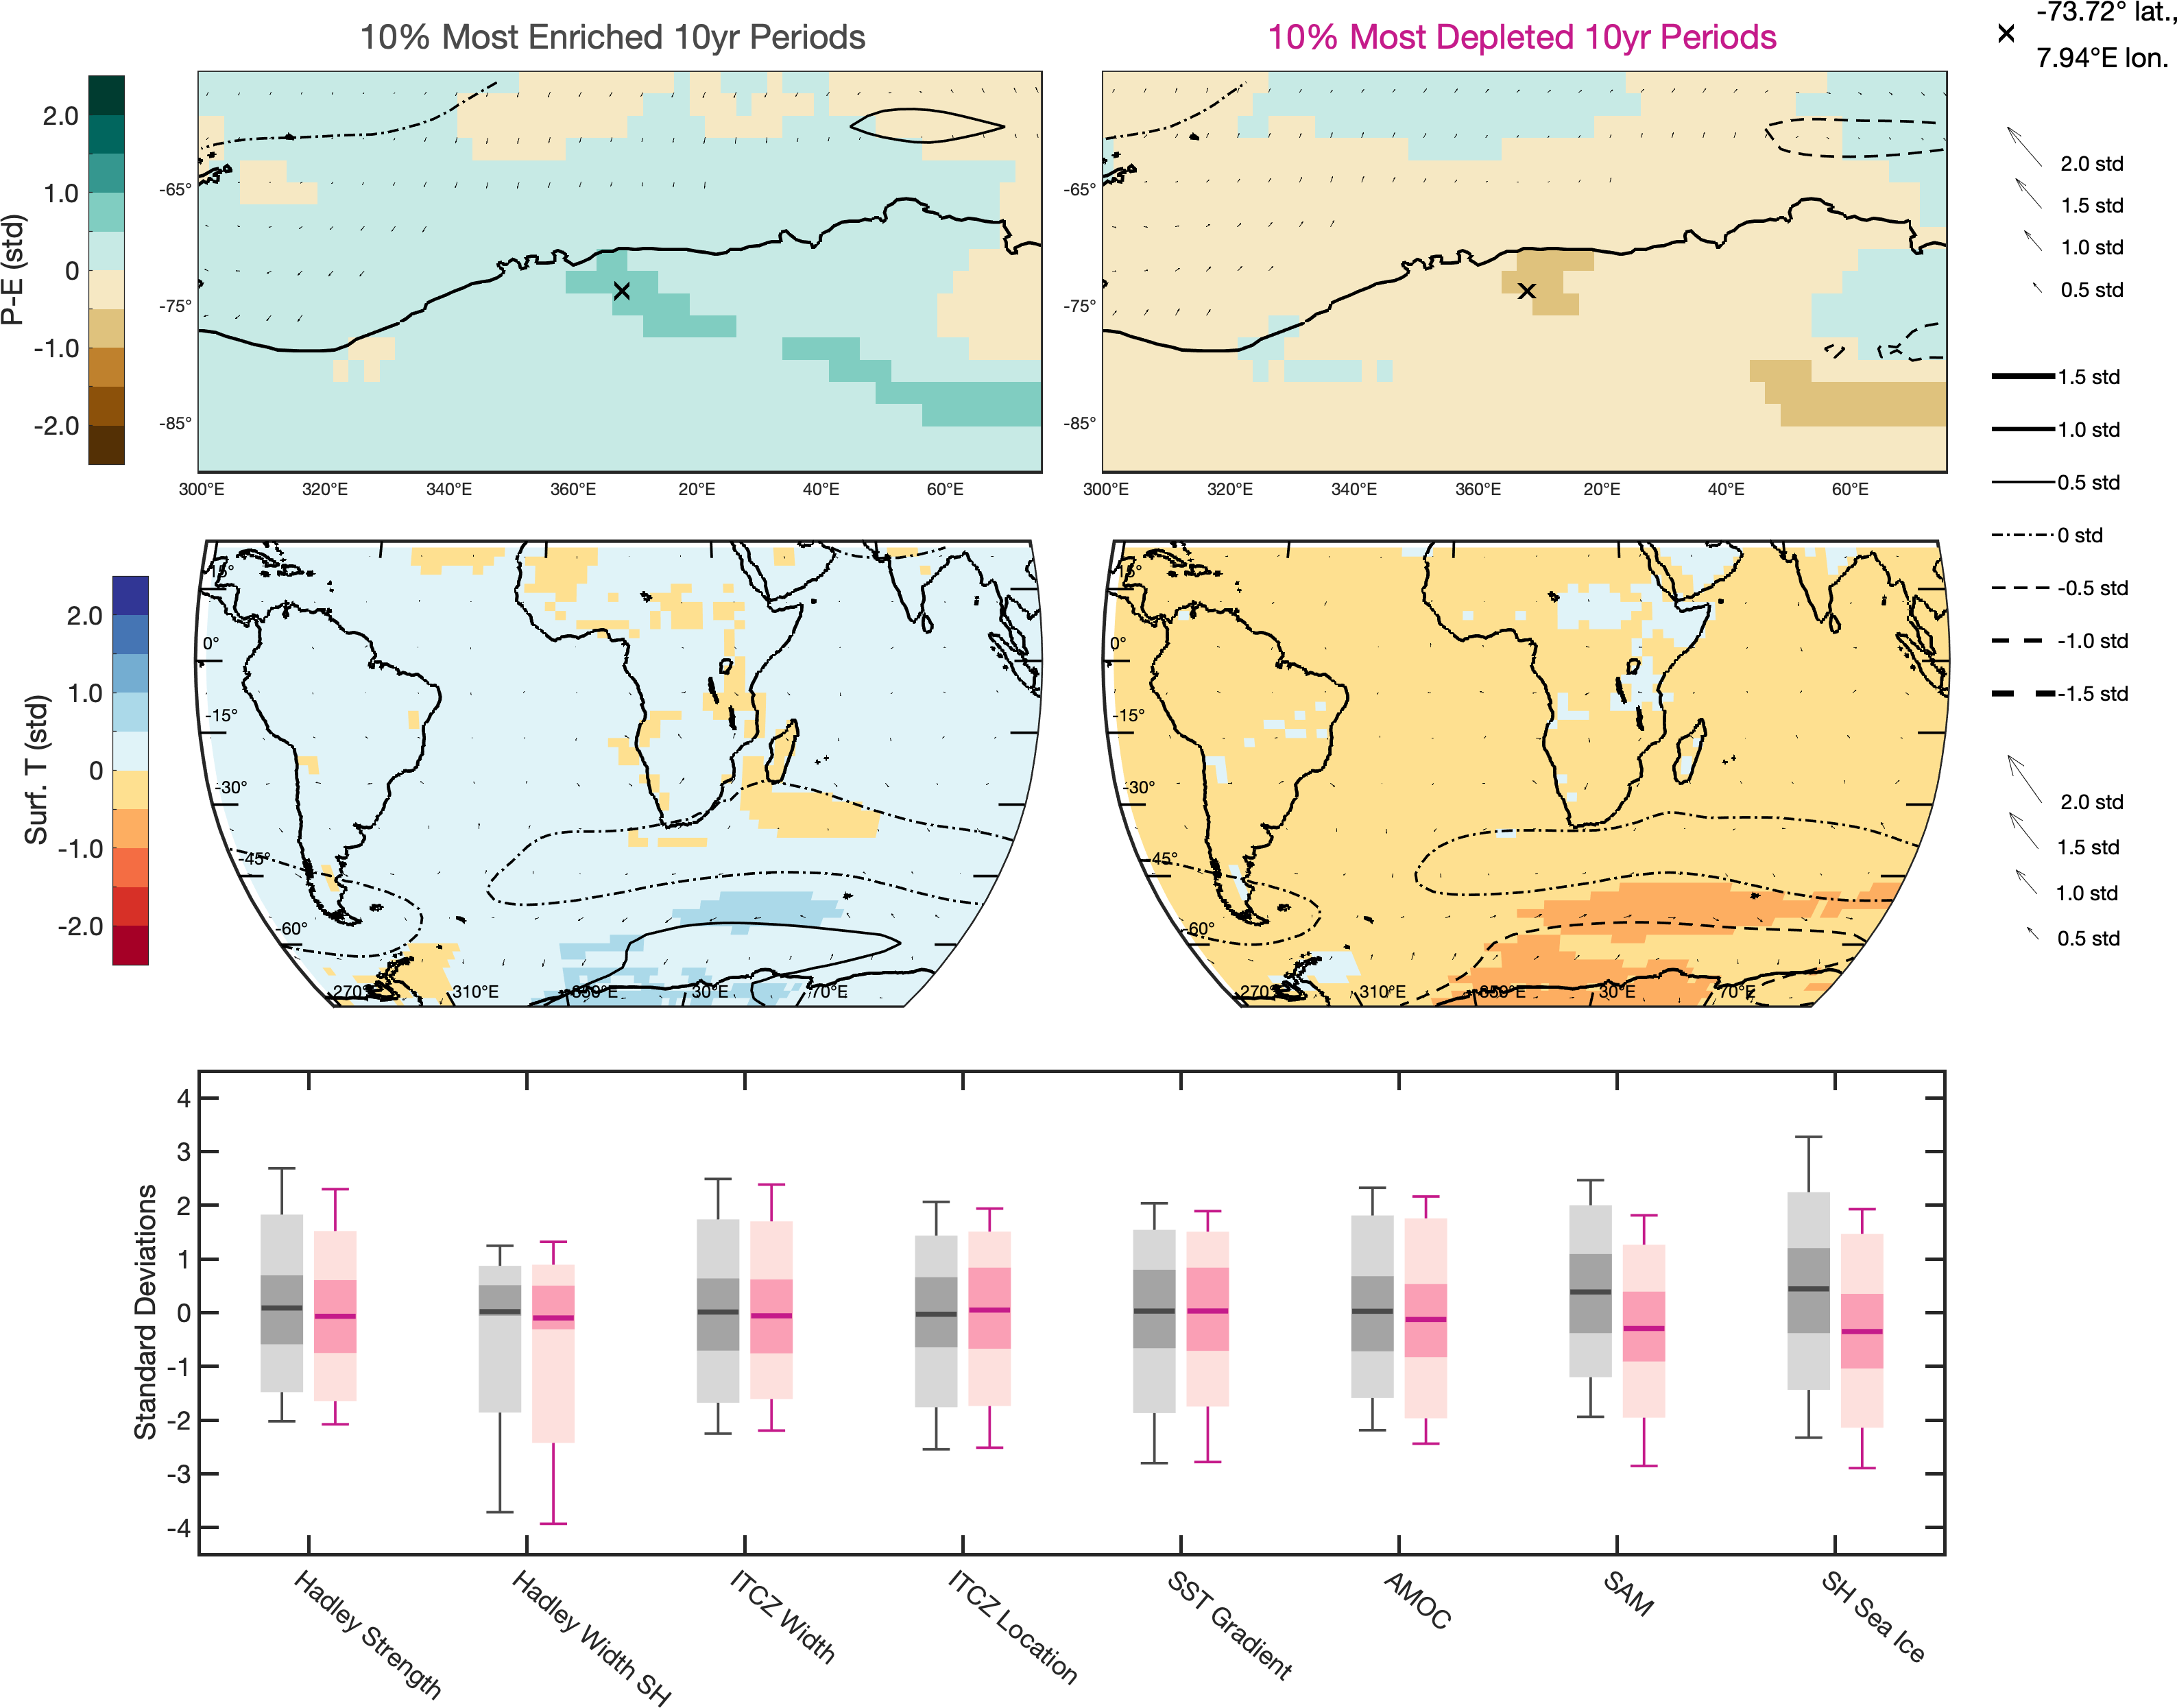 10% Most Enriched 10yr Periods
10% Most Depleted 10yr Periods
-73.72° lat.,
7.94°E lon.
P-E (std)
2.0
1.0
0
-1.0
-2.0
-65°
-75°
-85°
300°E 320°E 340°E 360°E 20°E 40°E 60°E
-65°
-75°
-85°
300°E 320°E 340°E 360°E 20°E 40°E 60°E
2.0 std
1.5 std
1.0 std
0.5 std
1.5 std
1.0 std
0.5 std
0 std
-0.5 std
-1.0 std
-1.5 std
Surf. T (std)
2.0
1.0
0
-1.0
-2.0
15°
0°
-15°
-30°
-45°
-60°
270° 310°E 350°E 30°E 70°E
15°
0°
-15°
-30°
-45°
-60°
270° 310°E 350°E 30°E 70°E
2.0 std
1.5 std
1.0 std
0.5 std
Standard Deviations
4
3
2
1
0
-1
-2
-3
-4
Hadley Strength
Hadley Width SH
ITCZ Width
ITCZ Location
SST Gradient
AMOC
SAM
SH Sea Ice